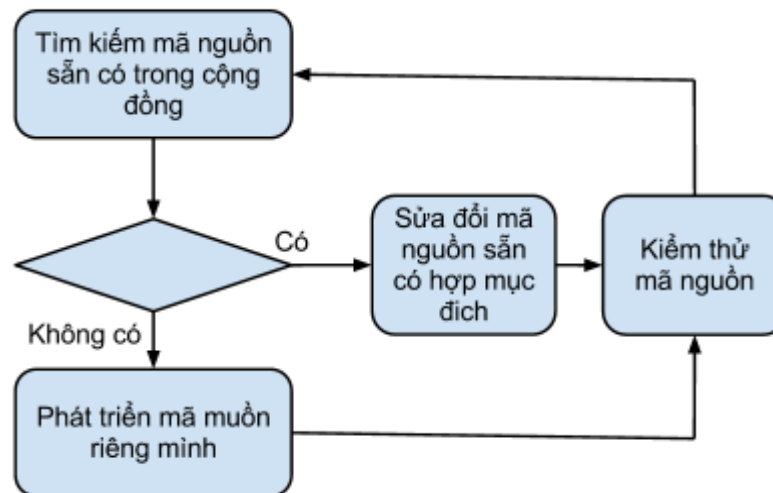 Tìm kiếm mã nguồn
sẵn có trong cộng
đồng
Có
Sửa đổi mã
nguồn sẵn
có hợp mục
đich
Kiểm thử
mã nguồn
Không có
Phát triển mã muồn
riêng mình